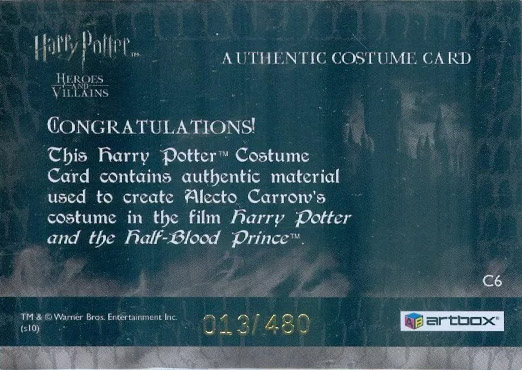 Harry Potter™
HEROES
AND
VILLAINS
AUTHENTIC COSTUME CARD
CONGRATULATIONS!
This Harry Potter™ Costume
Card contains authentic material
used to create Alecto Carrow's
costume in the film Harry Potter
and the Half-Blood Prince™.
C6
TM & © Warner Bros. Entertainment Inc.
(s10)
013/480
artbox